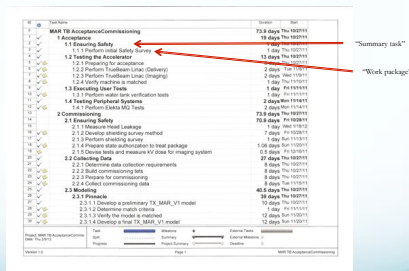 ID Task Name Duration Start
MAR TB AcceptanceCommissioning 73.9 days Thu 10/27/11
1 Acceptance 19 days Thu 10/27/11
1.1 Ensuring Safety 1 day Thu 10/27/11
1.1.1 Perform initial Safety Survey 1 day Thu 10/27/11
1.2 Testing the Accelerator 13 days Thu 10/27/11
1.2.1 Preparing for acceptance 2 days Thu 10/27/11
1.2.2 Perform TrueBeam Linac (Delivery) 2 days Tue
1.2.3 Perform TrueBeam Linac (Imaging) 2 days Wed
1.2.4 Verify machine is matched 1 day Thu 11/10/11
1.3 Executing User Tests 1 day Fri 11/11/11
1.3.1 Perform water tank verification tests 1 day Fri 11/11/11
1.4 Testing Peripheral Systems 2 days Mon 11/14/11
1.4.1 Perform Elekta MQ Tests 2 days Mon 11/14/11
2 Commissioning 73.9 days Thu 10/27/11
2.1 Ensuring Safety 70.9 days Fri 10/28/11
2.1.1 Measure Head Leakage 1 day Wed 1/18/12
2.1.2 Develop shielding survey method 7 days Fri 10/28/11
2.1.3 Perform shielding survey 1 day Sun 11/13/11
2.1.4 Prepare state authorization to treat package 1.06 days Sun 11/20/11
2.1.5 Devise tests and measure kV dose for imaging system 0.5 days Fri 12/16/11
2.2 Collecting Data 27 days Thu 10/27/11
2.2.1 Determine data collection requirements 8 days Thu 10/27/11
2.2.2 Build commissioning sets 8 days Thu 10/27/11
2.2.3 Prepare for commissioning 8 days Thu 10/27/11
2.2.4 Collect commissioning data 8 days Tue 11/15/11
2.3 Modeling 40.5 days Thu 10/27/11
2.3.1 Pinnacle 39 days Thu 10/27/11
2.3.1.1 Develop a preliminary TX_MAR_V1 model 10 days Thu 10/27/11
2.3.1.2 Determine match criteria 1 day Fri 11/11/11
2.3.1.3 Verify the model is matched 12 days Sun 11/20/11
2.3.1.4 Develop a final TX_MAR_V1 model 12 days Sun 11/20/11
"Summary task"
"Work package"
Project: MAR TB AcceptanceCommissi
Date: Thu 2/9/12
Task Milestone External Tasks
Split Summary External Milestone
Progress Project Summary Deadline
Version 1.0 Page 1 MAR TB AcceptanceCommissioning